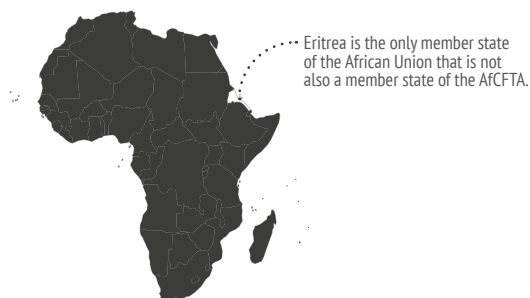 Eritrea is the only member state
of the African Union that is not
also a member state of the AfCFTA.